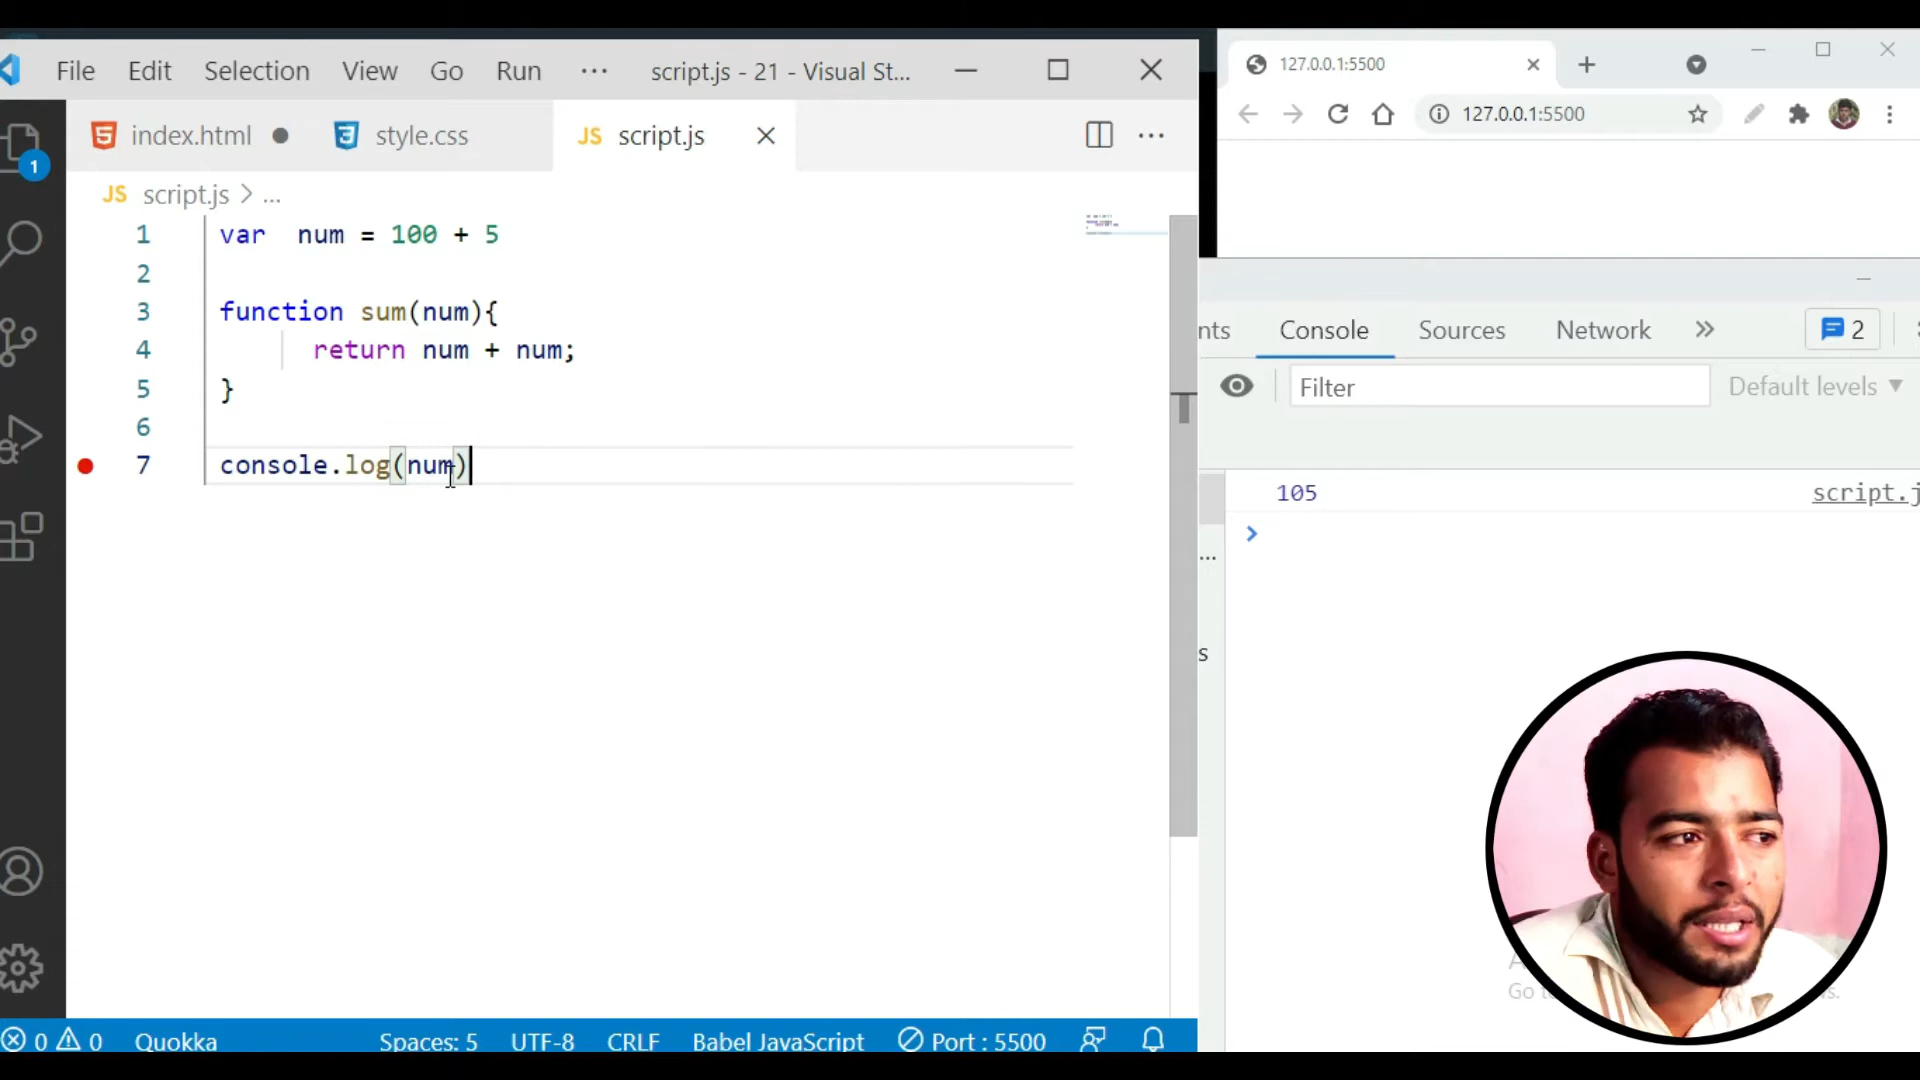 File Edit Selection View Go Run ··· script.js - 21 - Visual St...
index.html style.css JS script.js
JS script.js > ...
1 var num = 100 + 5
2
3 function sum(num){
4 return num + num;
5 }
6
7 console.log(num)
1
0 0 Quokka Spaces: 5 UTF-8 CRLF Babel JavaScript Port : 5500
127.0.0.1:5500
127.0.0.1:5500
nts Console Sources Network 2
Filter Default levels
105 script.j
...
s